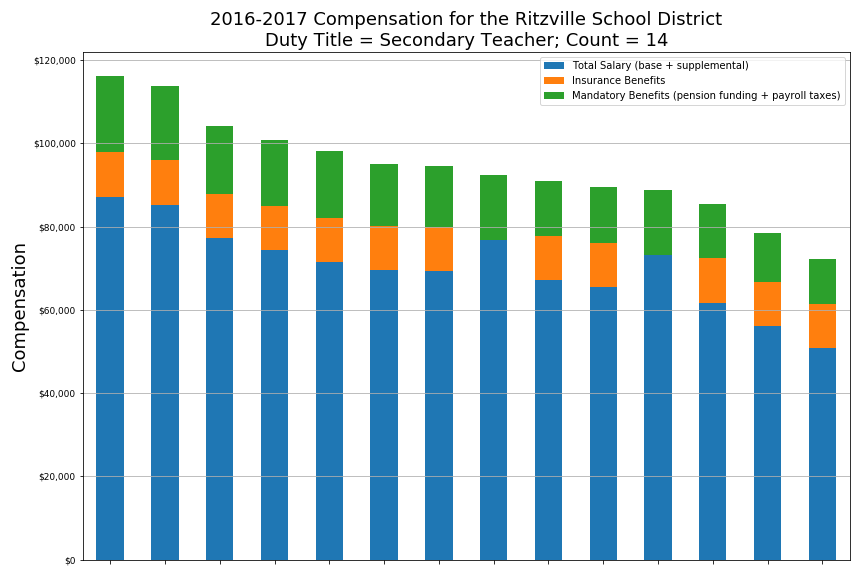 2016-2017 Compensation for the Ritzville School District
Duty Title = Secondary Teacher; Count = 14
Total Salary (base + supplemental)
Insurance Benefits
Mandatory Benefits (pension funding + payroll taxes)
Compensation
$120,000
$100,000
$80,000
$60,000
$40,000
$20,000
$0